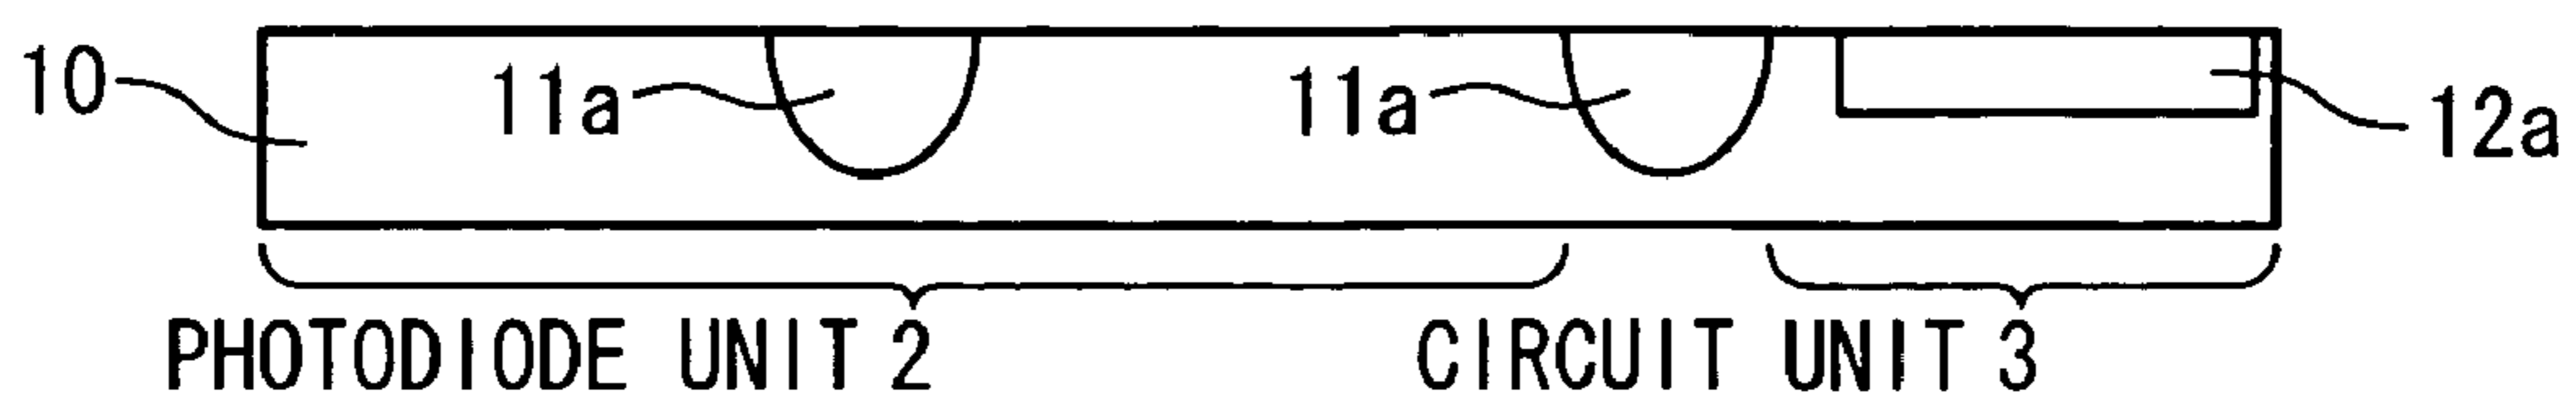 10
11a
11a
12a
PHOTODIODE UNIT 2
CIRCUIT UNIT 3